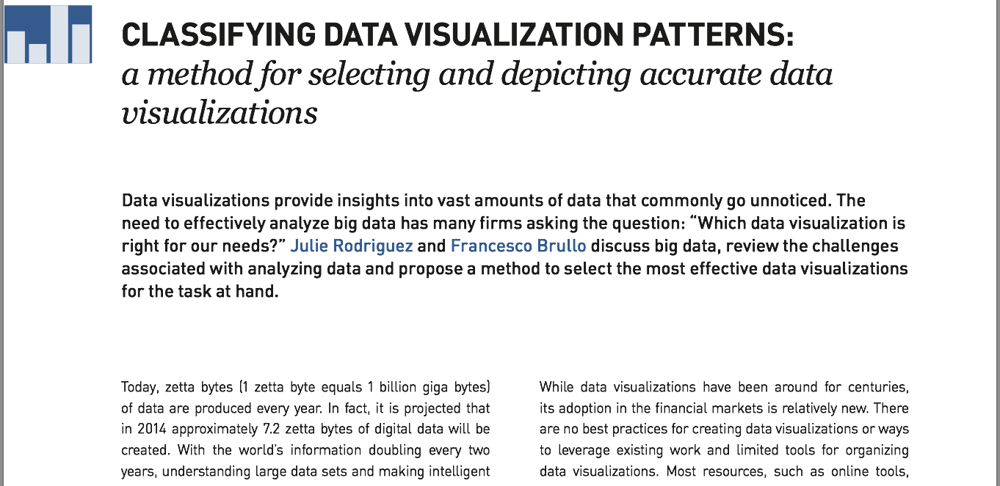 CLASSIFYING DATA VISUALIZATION PATTERNS:
a method for selecting and depicting accurate data
visualizations
Data visualizations provide insights into vast amounts of data that commonly go unnoticed. The
need to effectively analyze big data has many firms asking the question: “Which data visualization is
right for our needs?” Julie Rodriguez and Francesco Brullo discuss big data, review the challenges
associated with analyzing data and propose a method to select the most effective data visualizations
for the task at hand.
Today, zetta bytes (1 zetta byte equals 1 billion giga bytes)
of data are produced every year. In fact, it is projected that
in 2014 approximately 7.2 zetta bytes of digital data will be
created. With the world's information doubling every two
years, understanding large data sets and making intelligent
While data visualizations have been around for centuries,
its adoption in the financial markets is relatively new. There
are no best practices for creating data visualizations or ways
to leverage existing work and limited tools for organizing
data visualizations. Most resources, such as online tools,